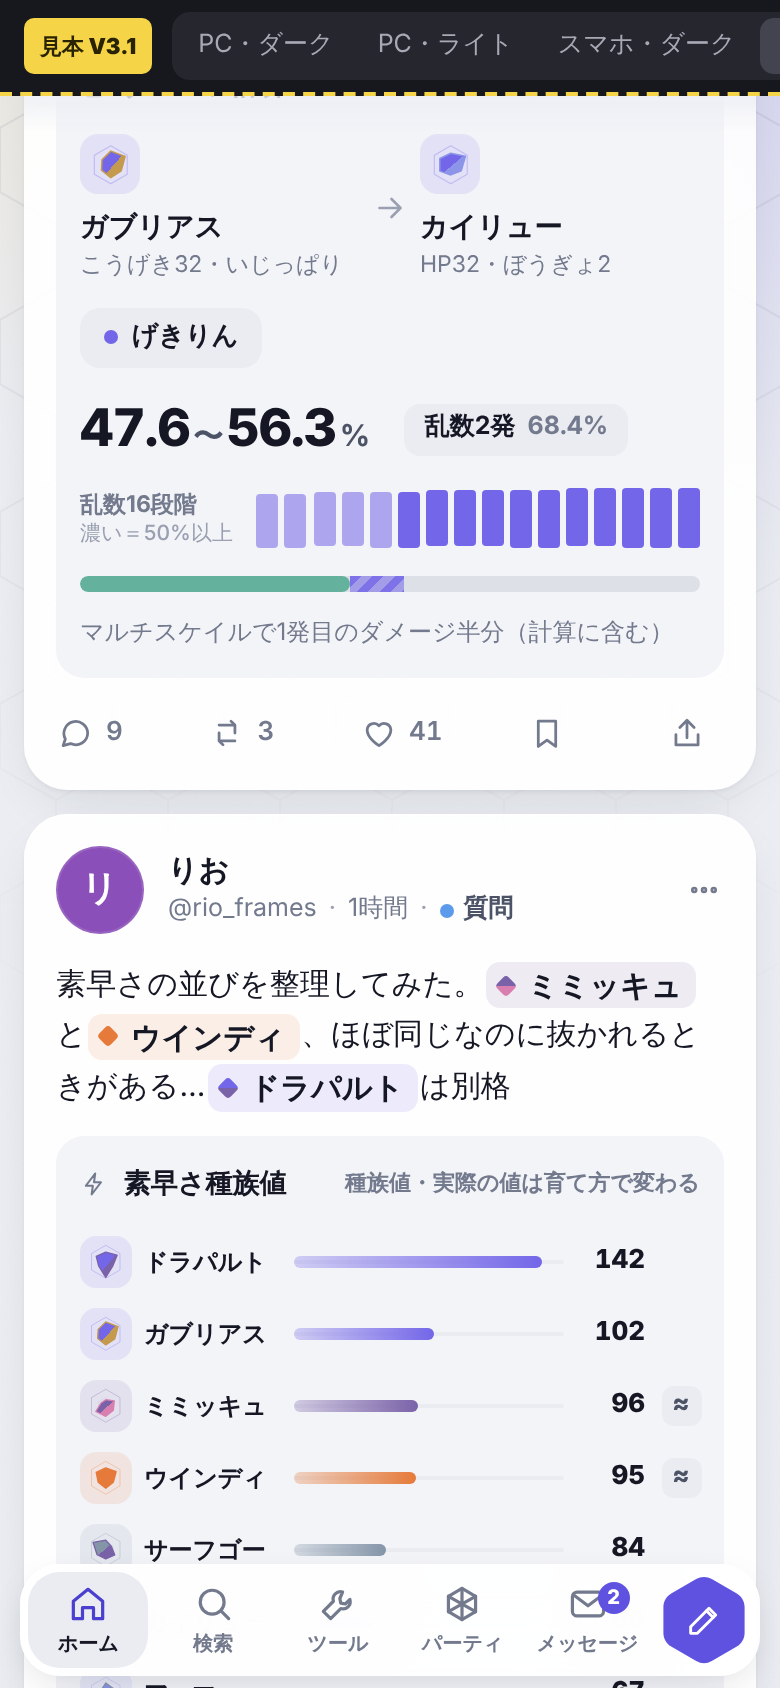 見本 V3.1
PC・ダーク
PC・ライト
スマホ・ダーク
ガブリアス
こうげき32・いじっぱり
→
カイリュー
HP32・ぼうぎょ2
げきりん
47.6～56.3%
乱数2発 68.4%
乱数16段階
濃い＝50%以上
マルチスケイルで1発目のダメージ半分（計算に含む）
9
3
41
リ
りお
@rio_frames · 1時間 · 質問
素早さの並びを整理してみた。 ミミッキュ
と ウインディ 、ほぼ同じなのに抜かれると
きがある… ドラパルト は別格
素早さ種族値
種族値・実際の値は育て方で変わる
ドラパルト 142
ガブリアス 102
ミミッキュ 96 ≈
ウインディ 95 ≈
サーフゴー 84
ホーム
検索
ツール
パーティ
メッセージ
2